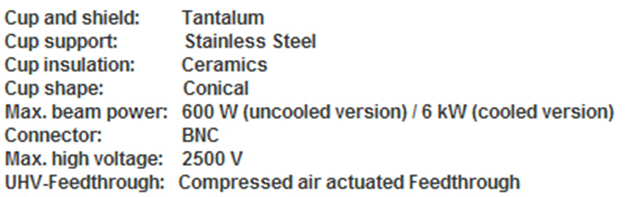 Cup and shield: Tantalum
Cup support: Stainless Steel
Cup insulation: Ceramics
Cup shape: Conical
Max. beam power: 600 W (uncooled version) / 6 kW (cooled version)
Connector: BNC
Max. high voltage: 2500 V
UHV-Feedthrough: Compressed air actuated Feedthrough